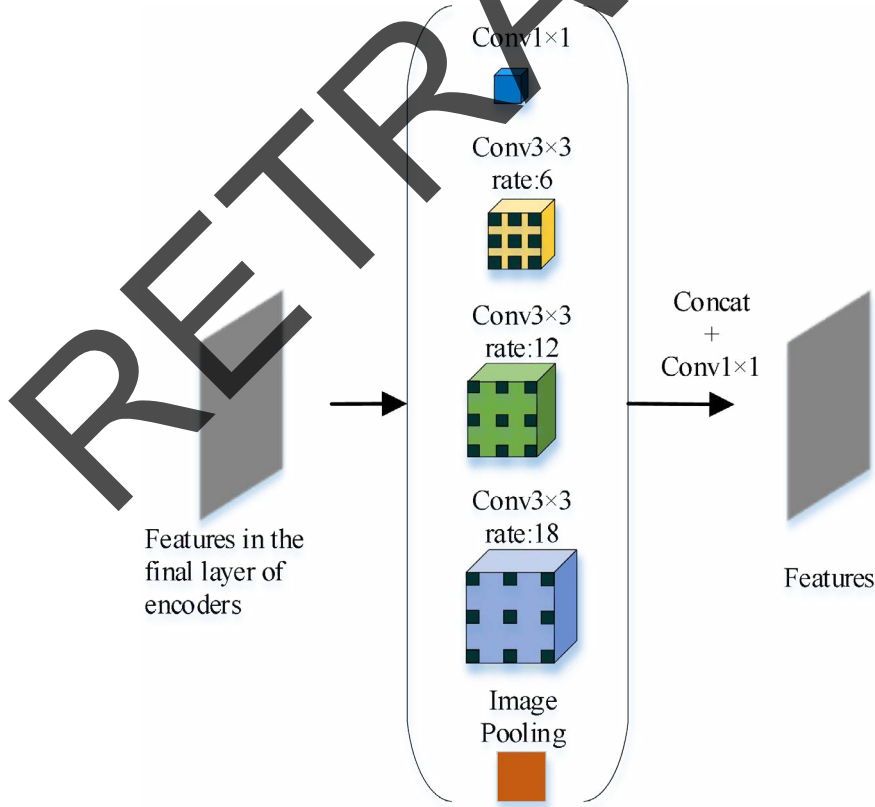 Conv1×1
Conv3×3
rate:6
Conv3×3
rate:12
Concat
+
Conv1×1
Conv3×3
rate:18
Features in the
final layer of
encoders
Features
Image
Pooling
RETRA